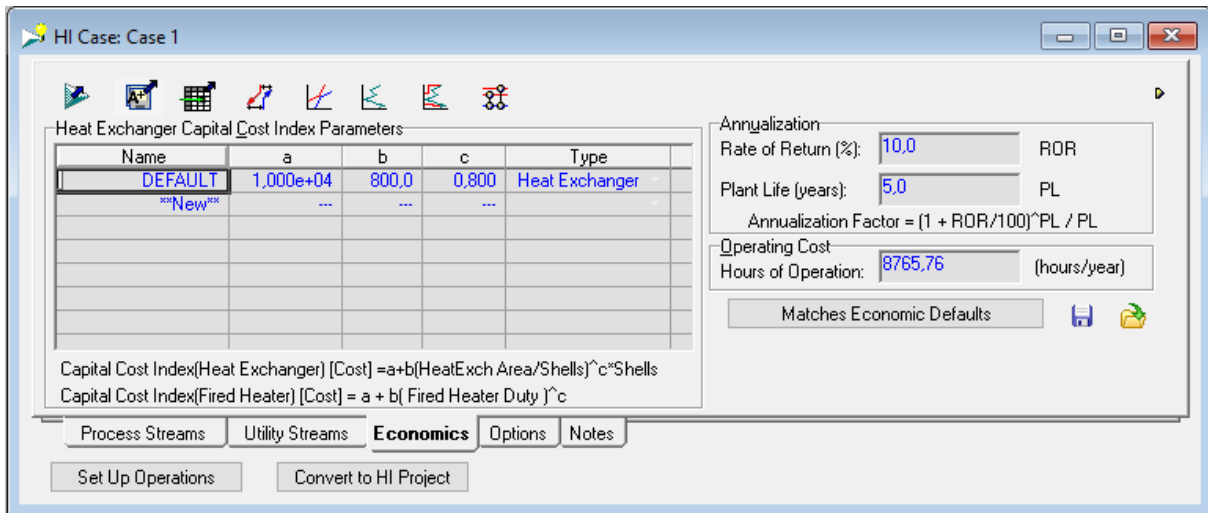 HI Case: Case 1
A+
Heat Exchanger Capital Cost Index Parameters
Name a b c Type
DEFAULT 1,000e+04 800,0 0,800 Heat Exchanger
**New** --- --- ---
Capital Cost Index(Heat Exchanger) [Cost] =a+b(HeatExch Area/Shells)^c*Shells
Capital Cost Index(Fired Heater) [Cost] = a + b( Fired Heater Duty )^c
Annualization
Rate of Return (%): 10,0 ROR
Plant Life (years): 5,0 PL
Annualization Factor = (1 + ROR/100)^PL / PL
Operating Cost
Hours of Operation: 8765,76 (hours/year)
Matches Economic Defaults
Process Streams Utility Streams Economics Options Notes
Set Up Operations Convert to HI Project